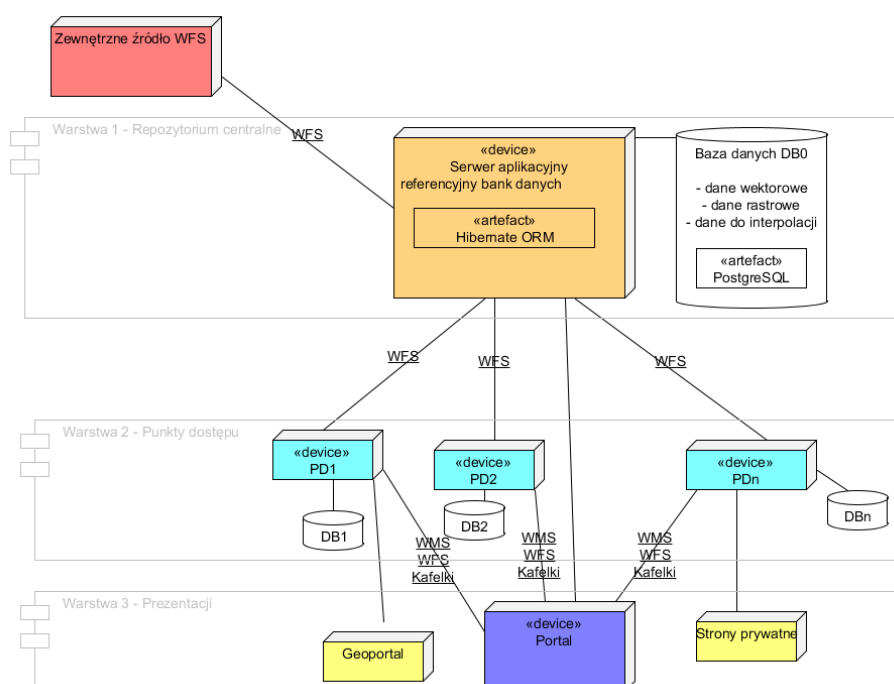 Zewnętrzne źródło WFS
Warstwa 1 - Repozytorium centralne
WFS
«device»
Serwer aplikacyjny
referencyjny bank danych
«artefact»
Hibernate ORM
Baza danych DB0
- dane wektorowe
- dane rastrowe
- dane do interpolacji
«artefact»
PostgreSQL
WFS
WFS
WFS
Warstwa 2 - Punkty dostępu
«device»
PD1
DB1
«device»
PD2
DB2
«device»
PDn
DBn
WMS
WFS
Kafelki
WMS
WFS
Kafelki
WMS
WFS
Kafelki
Warstwa 3 - Prezentacji
Geoportal
«device»
Portal
Strony prywatne